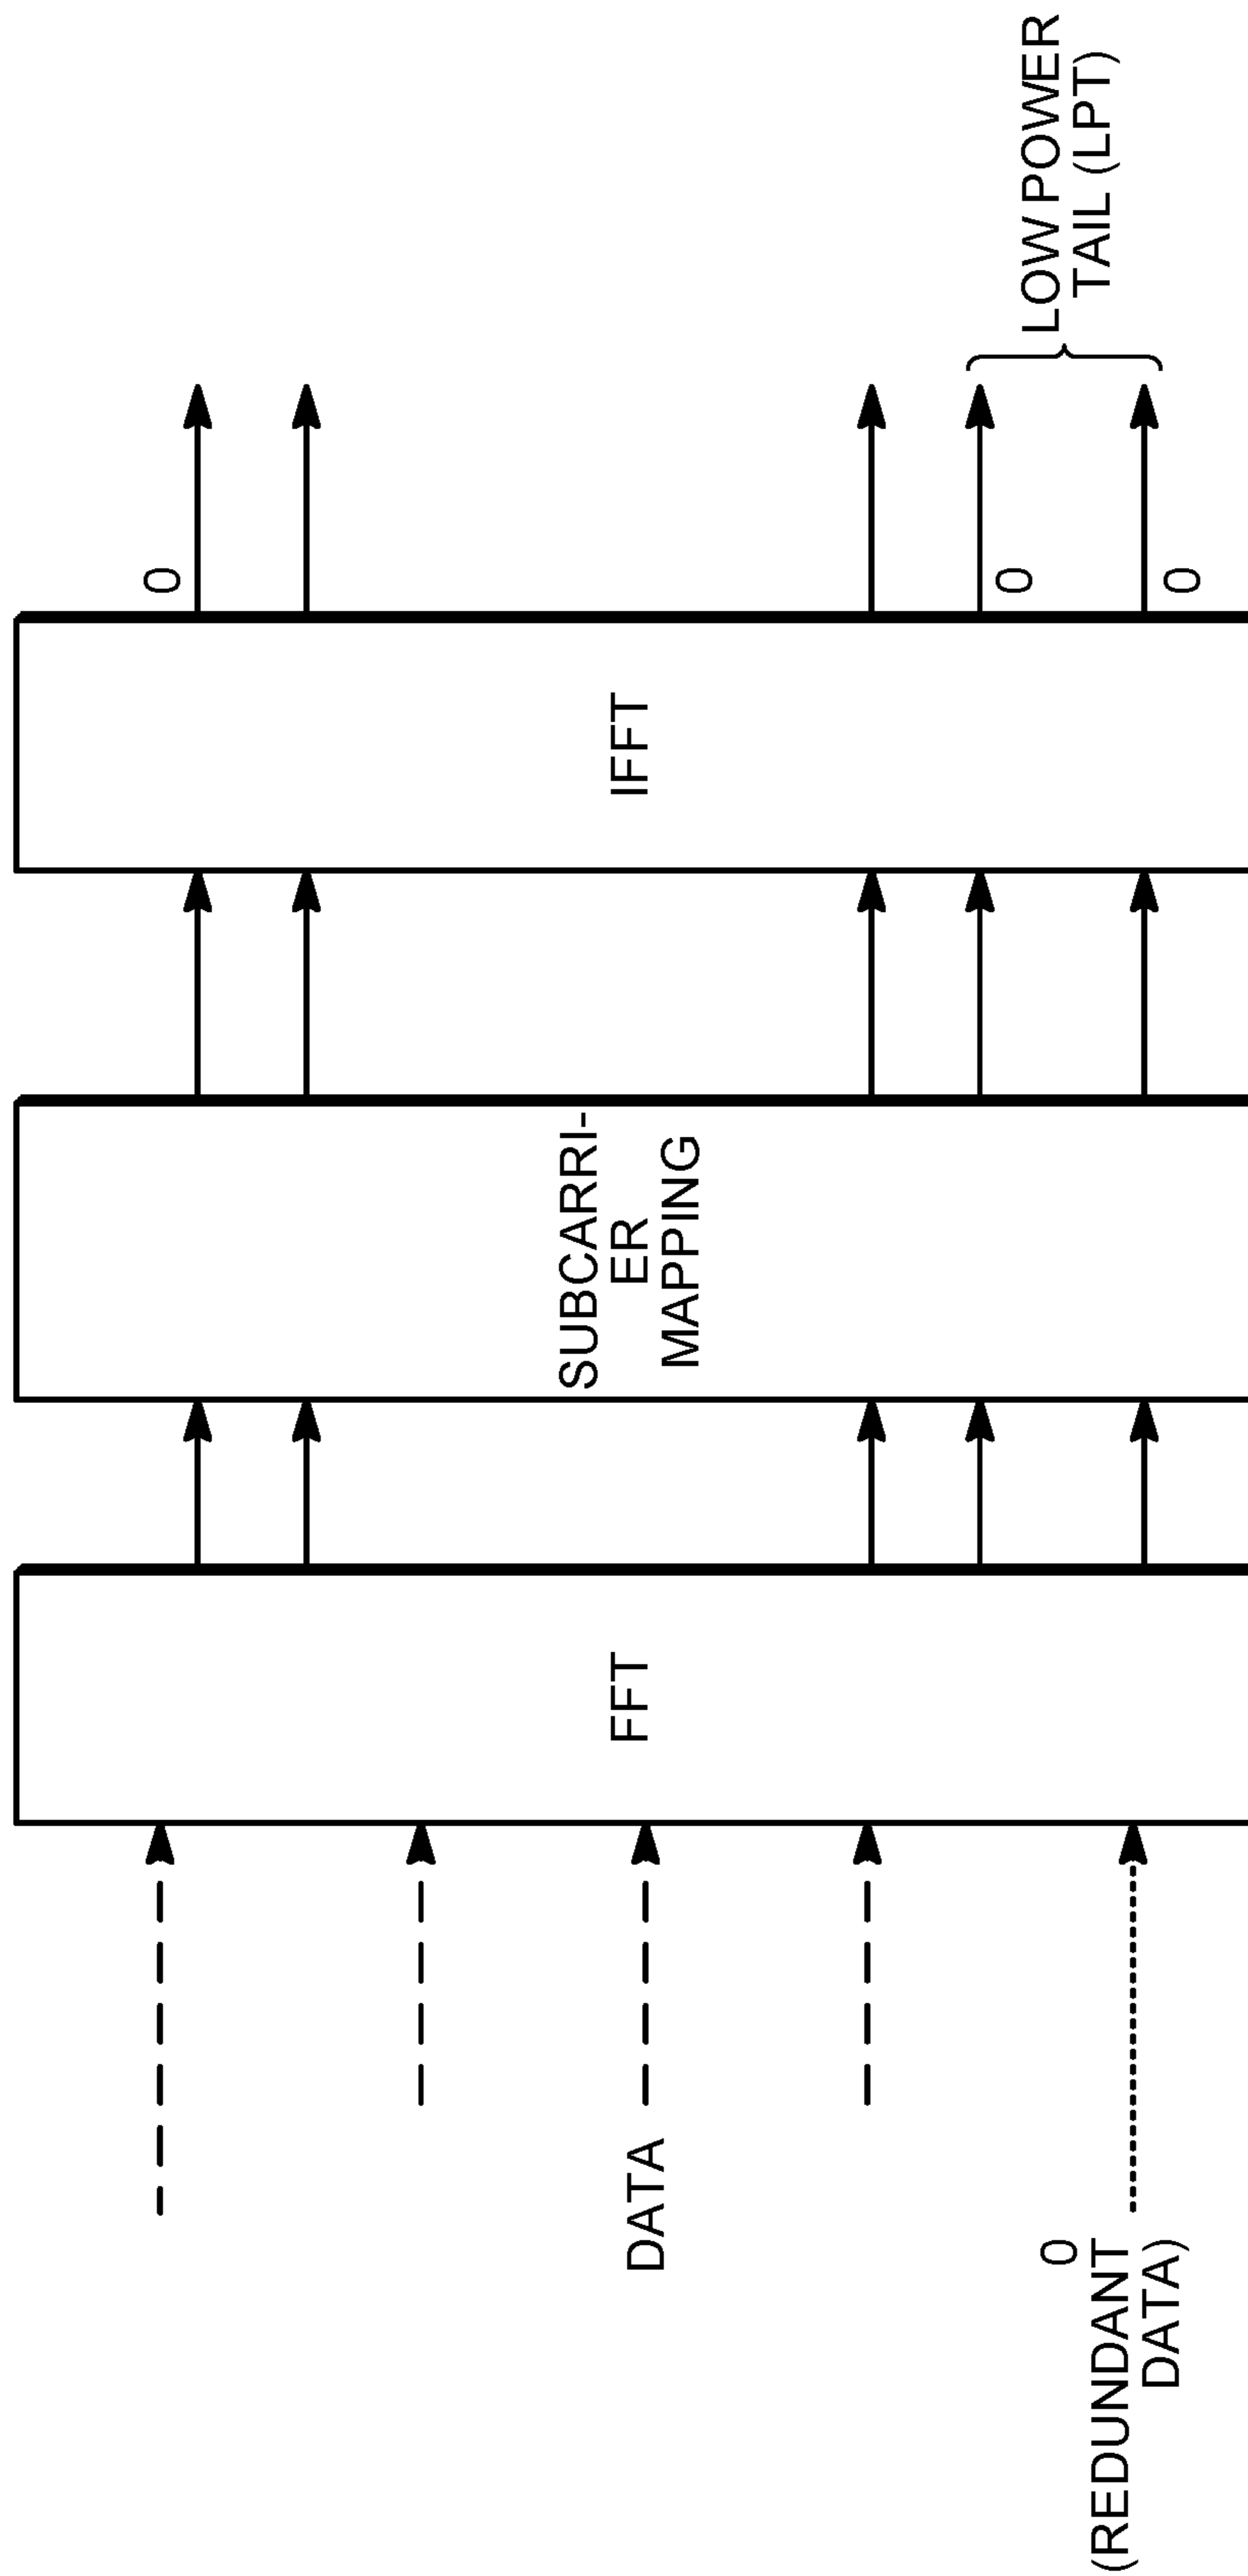 DATA
0
(REDUNDANT
DATA)
FFT
SUBCARRI-
ER
MAPPING
IFFT
0
0
0
LOW POWER
TAIL (LPT)